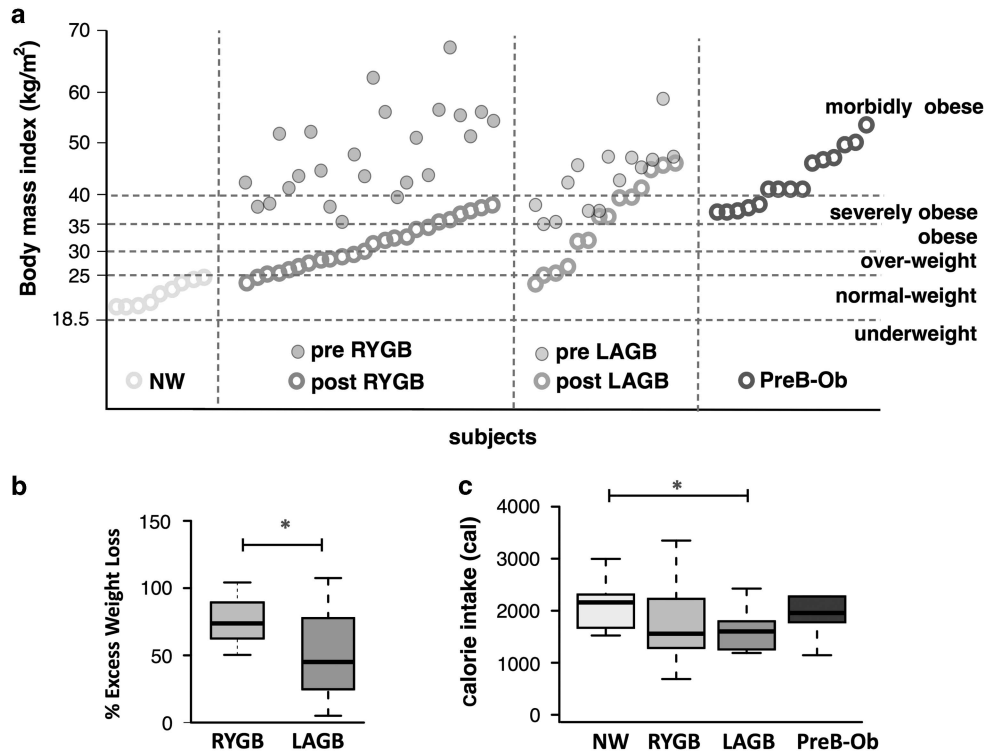 a
Body mass index (kg/m²)
70
60
50
40
35
30
25
18.5
morbidly obese
severely obese
obese
over-weight
normal-weight
underweight
pre RYGB
pre LAGB
NW
post RYGB
post LAGB
PreB-Ob
subjects
b
% Excess Weight Loss
150
100
50
0
*
RYGB LAGB
c
calorie intake (cal)
4000
3000
2000
1000
0
*
NW RYGB LAGB PreB-Ob